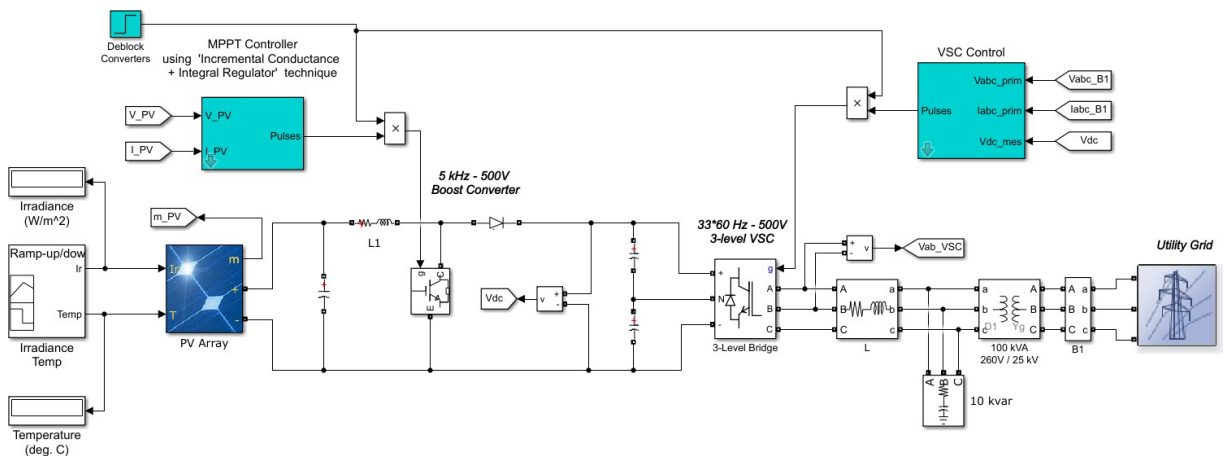 Deblock
Converters
MPPT Controller
using 'Incremental Conductance
+ Integral Regulator' technique
V_PV
I_PV
V_PV
I_PV
Pulses
×
VSC Control
Vabc_prim
Iabc_prim
Vdc_mes
Pulses
×
Vabc_B1
Iabc_B1
Vdc
Irradiance
(W/m^2)
m_PV
Ramp-up/dow
Ir
Temp
Irradiance
Temp
Ir
T
m
+
-
PV Array
Temperature
(deg. C)
L1
5 kHz - 500V
Boost Converter
g
C
E
Vdc
v
+
-
+
+
+
33*60 Hz - 500V
3-level VSC
g
+
N
-
A
B
C
3-Level Bridge
+
-
v
Vab_VSC
A
B
C
a
b
c
L
A
B
C
10 kvar
a
b
c
A
B
C
D1
Yg
100 kVA
260V / 25 kV
A
B
C
a
b
c
B1
Utility Grid